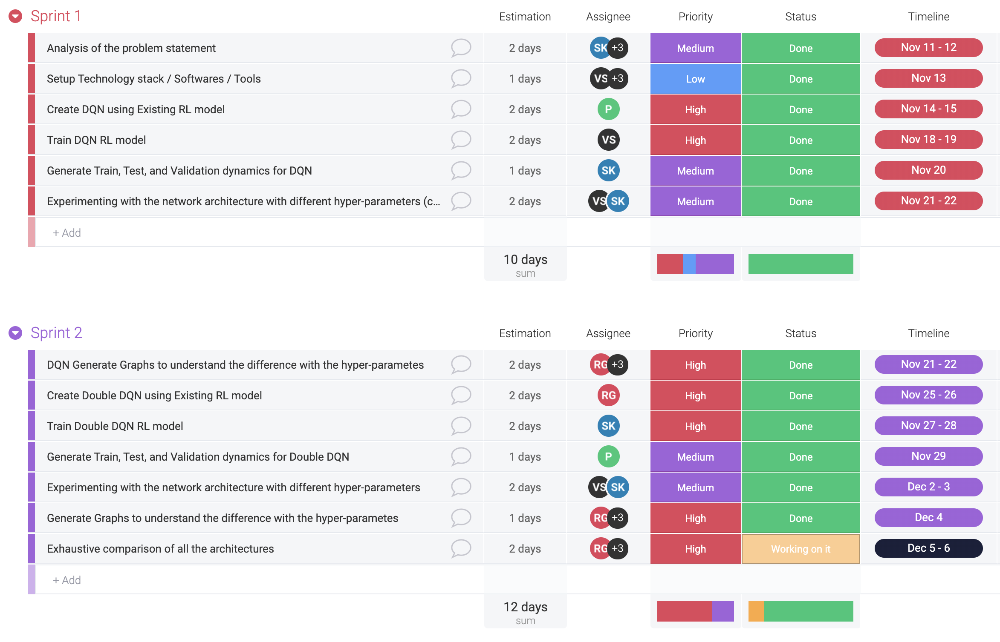 Sprint 1 Estimation Assignee Priority Status Timeline
Analysis of the problem statement 2 days SK +3 Medium Done Nov 11 - 12
Setup Technology stack / Softwares / Tools 1 days VS +3 Low Done Nov 13
Create DQN using Existing RL model 2 days P High Done Nov 14 - 15
Train DQN RL model 2 days VS High Done Nov 18 - 19
Generate Train, Test, and Validation dynamics for DQN 1 days SK Medium Done Nov 20
Experimenting with the network architecture with different hyper-parameters (c... 2 days VS SK Medium Done Nov 21 - 22
+ Add
10 days
sum
Sprint 2 Estimation Assignee Priority Status Timeline
DQN Generate Graphs to understand the difference with the hyper-parametes 2 days RG +3 High Done Nov 21 - 22
Create Double DQN using Existing RL model 2 days RG High Done Nov 25 - 26
Train Double DQN RL model 2 days SK High Done Nov 27 - 28
Generate Train, Test, and Validation dynamics for Double DQN 1 days P Medium Done Nov 29
Experimenting with the network architecture with different hyper-parameters 2 days VS SK Medium Done Dec 2 - 3
Generate Graphs to understand the difference with the hyper-parametes 1 days RG +3 High Done Dec 4
Exhaustive comparison of all the architectures 2 days RG +3 High Working on it Dec 5 - 6
+ Add
12 days
sum